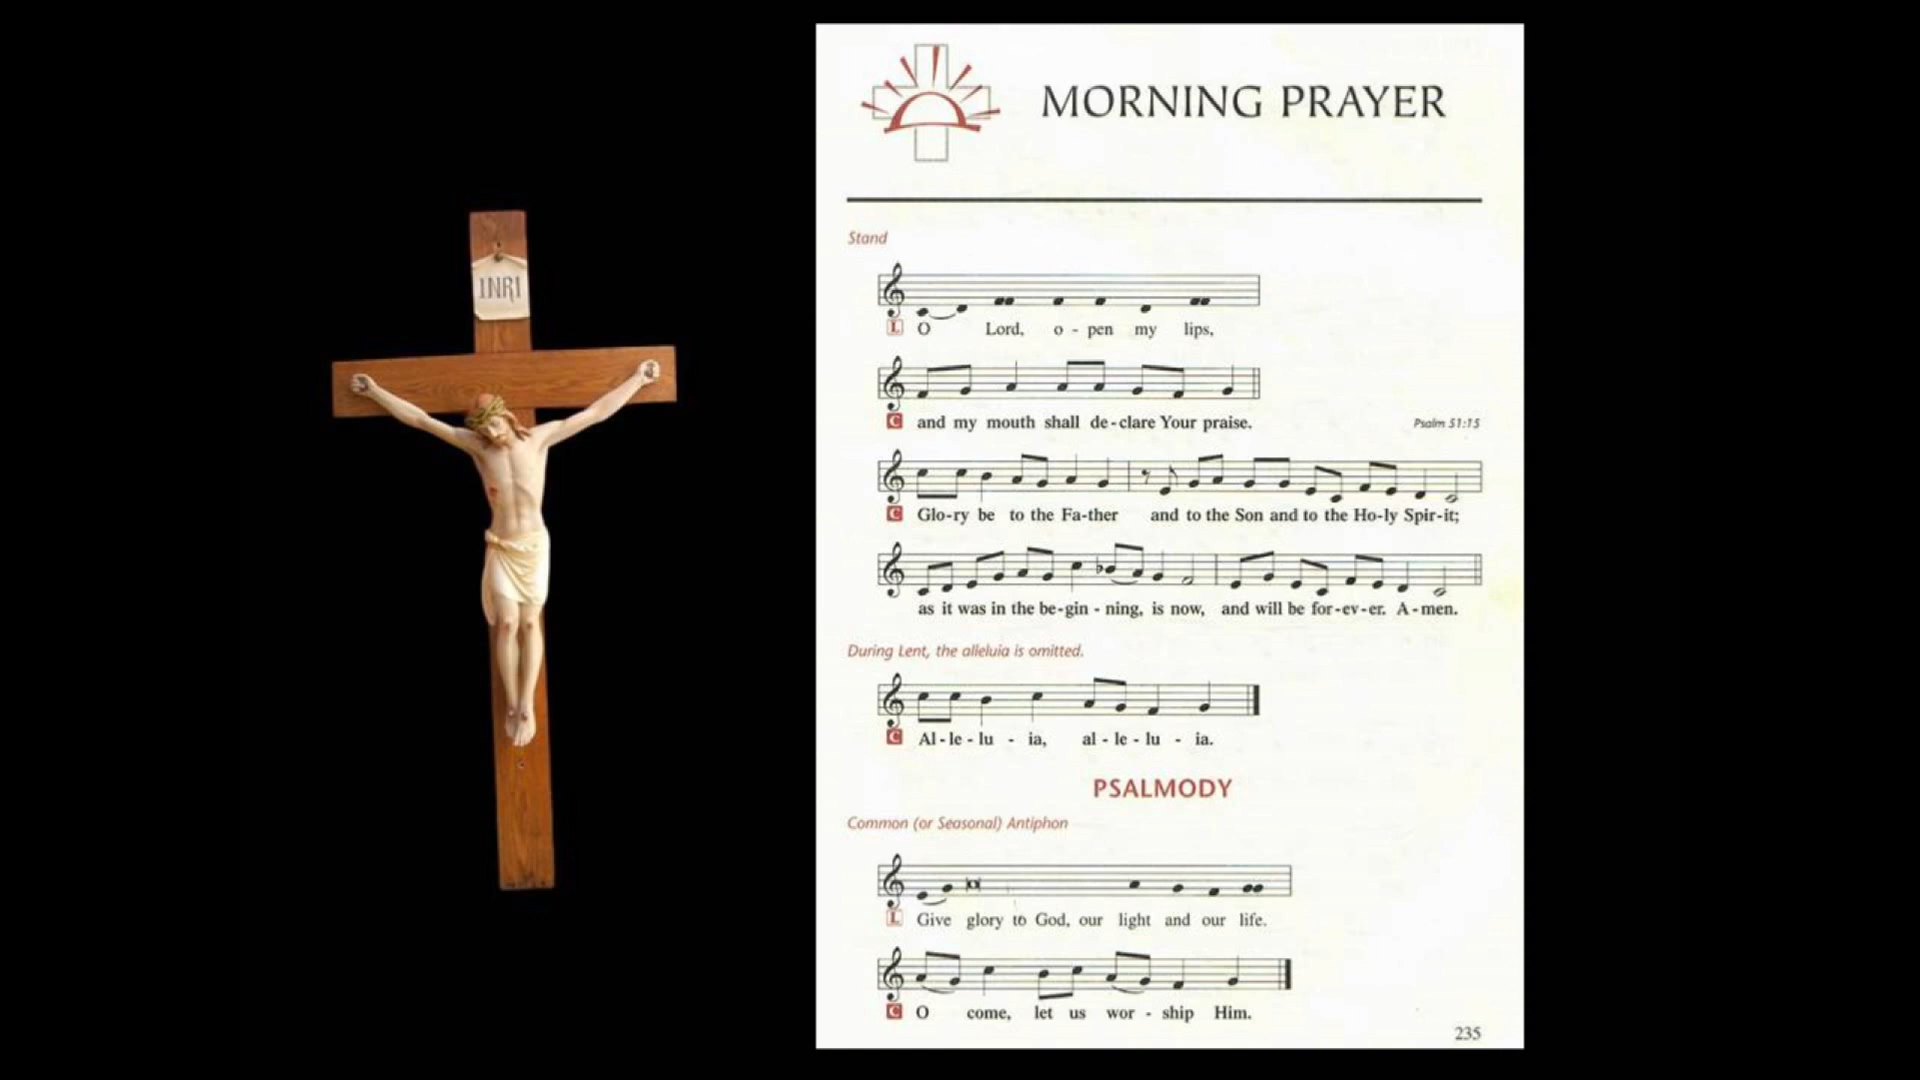 INRI
MORNING PRAYER
Stand
L O Lord, o - pen my lips,
C and my mouth shall de - clare Your praise.
Psalm 51:15
C Glo - ry be to the Fa - ther and to the Son and to the Ho - ly Spir - it;
as it was in the be - gin - ning, is now, and will be for - ev - er. A - men.
During Lent, the alleluia is omitted.
C Al - le - lu - ia, al - le - lu - ia.
PSALMODY
Common (or Seasonal) Antiphon
L Give glory to God, our light and our life.
C O come, let us wor - ship Him.
235